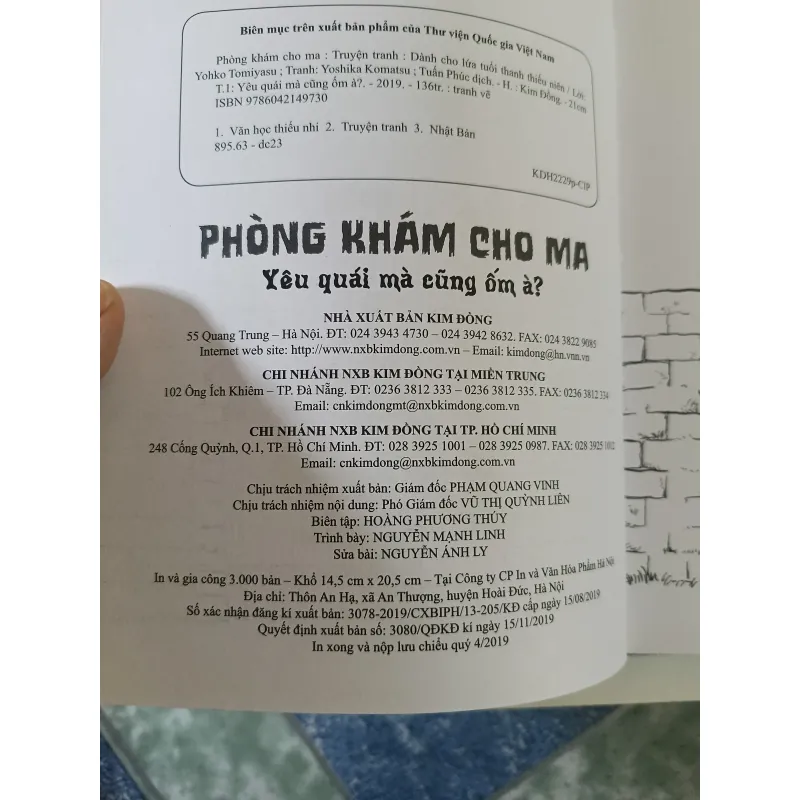 Biên mục trên xuất bản phẩm của Thư viện Quốc gia Việt Nam
Phòng khám cho ma : Truyện tranh : Dành cho lứa tuổi thanh thiếu niên / Lời:
Yohko Tomiyasu ; Tranh: Yoshika Komatsu ; Tuấn Phúc dịch. - H. : Kim Đồng. - 21cm
T.1: Yêu quái mà cũng ốm à?. - 2019. - 136tr. : tranh vẽ
ISBN 9786042149730
1. Văn học thiếu nhi 2. Truyện tranh 3. Nhật Bản
895.63 - dc23
KDH2229p-CIP
PHÒNG KHÁM CHO MA
Yêu quái mà cũng ốm à?
NHÀ XUẤT BẢN KIM ĐỒNG
55 Quang Trung – Hà Nội. ĐT: 024 3943 4730 – 024 3942 8632. FAX: 024 3822 9085
Internet web site: http://www.nxbkimdong.com.vn – Email: kimdong@hn.vnn.vn
CHI NHÁNH NXB KIM ĐỒNG TẠI MIỀN TRUNG
102 Ông Ích Khiêm – TP. Đà Nẵng. ĐT: 0236 3812 333 – 0236 3812 335. FAX: 0236 3812 334
Email: cnkimdongmt@nxbkimdong.com.vn
CHI NHÁNH NXB KIM ĐỒNG TẠI TP. HỒ CHÍ MINH
248 Cống Quỳnh, Q.1, TP. Hồ Chí Minh. ĐT: 028 3925 1001 – 028 3925 0987. FAX: 028 3925
Email: cnkimdong@nxbkimdong.com.vn
Chịu trách nhiệm xuất bản: Giám đốc PHẠM QUANG VINH
Chịu trách nhiệm nội dung: Phó Giám đốc VŨ THỊ QUỲNH LIÊN
Biên tập: HOÀNG PHƯƠNG THÚY
Trình bày: NGUYỄN MẠNH LINH
Sửa bài: NGUYỄN ÁNH LY
In và gia công 3.000 bản – Khổ 14,5 cm x 20,5 cm – Tại Công ty CP In và Văn Hóa Phẩm Hà Nội
Địa chỉ: Thôn An Hạ, xã An Thượng, huyện Hoài Đức, Hà Nội
Số xác nhận đăng kí xuất bản: 3078-2019/CXBIPH/13-205/KĐ cấp ngày 15/08/2019
Quyết định xuất bản số: 3080/QĐKĐ kí ngày 15/11/2019
In xong và nộp lưu chiểu quý 4/2019